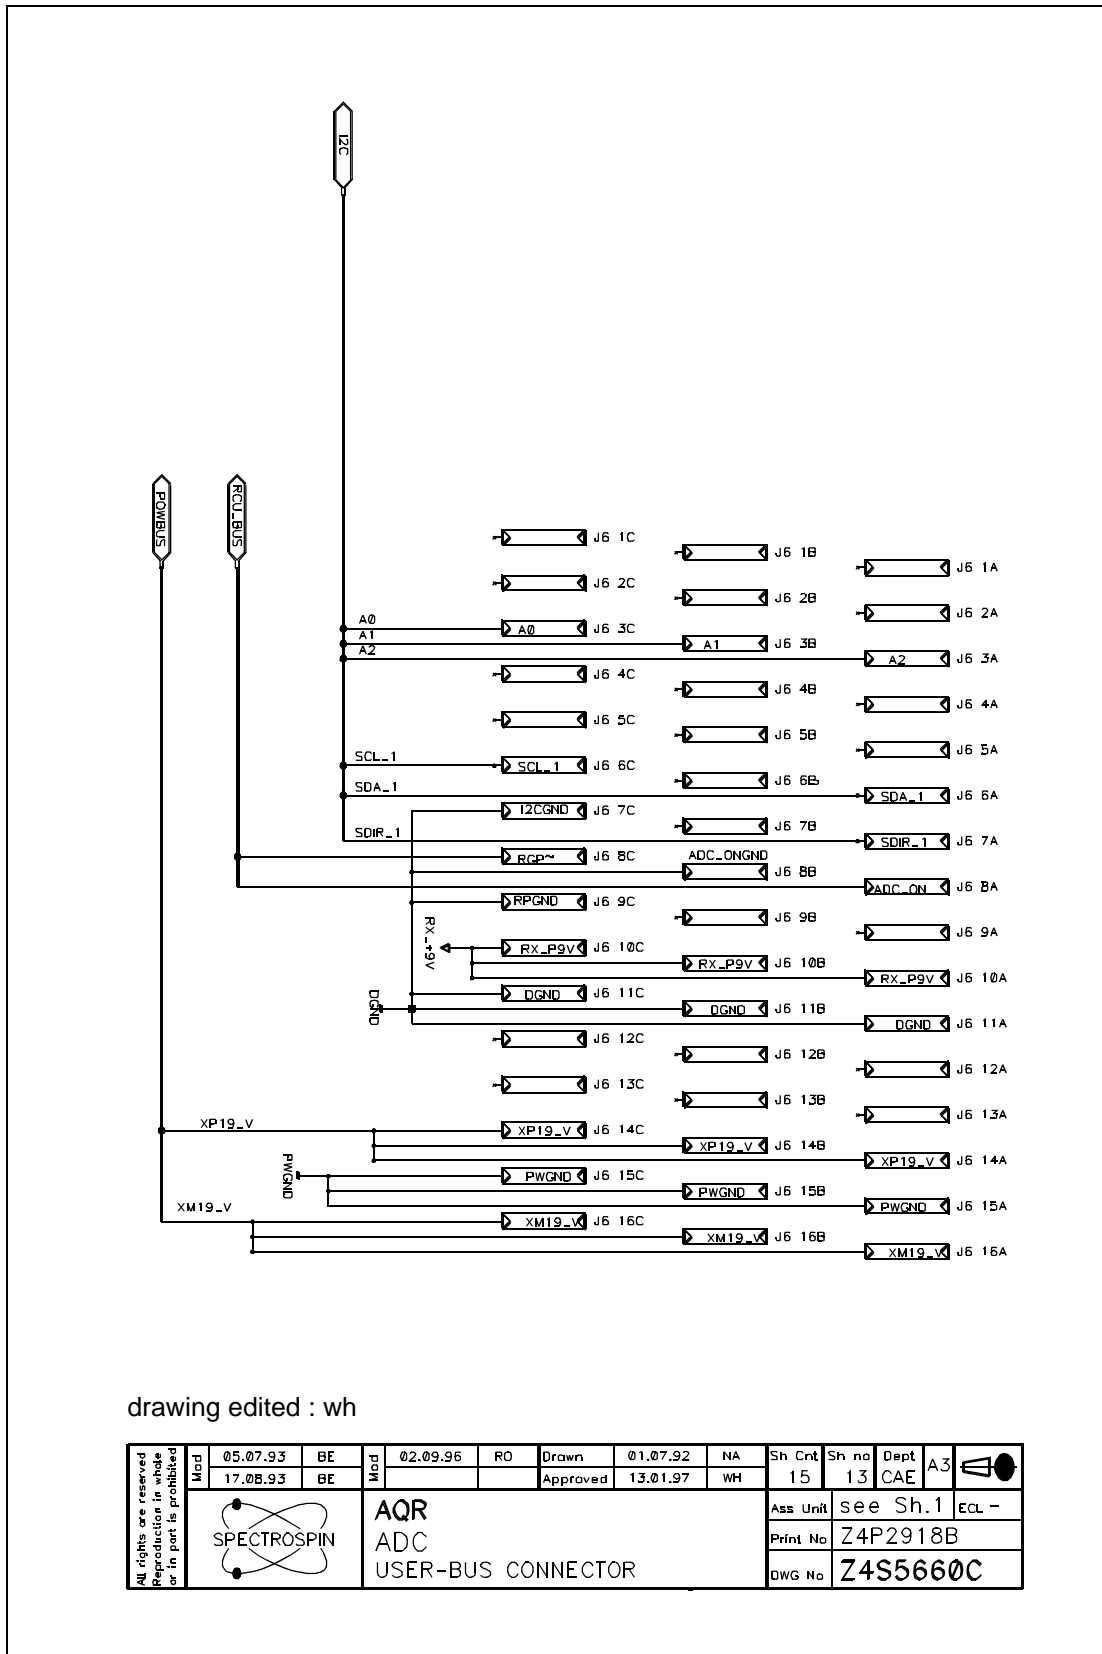 I2C
POWBUS
RCU_BUS
J6 1C
J6 1B
J6 1A
J6 2C
J6 2B
J6 2A
A0
A0 J6 3C
A1
A1 J6 3B
A2
A2 J6 3A
J6 4C
J6 4B
J6 4A
J6 5C
J6 5B
J6 5A
SCL_1
SCL_1 J6 6C
J6 6B
SDA_1
SDA_1 J6 6A
I2CGND J6 7C
J6 7B
SDIR_1
SDIR_1 J6 7A
RGP~ J6 8C
ADC_ONGND
J6 8B
ADC_ON J6 8A
RPGND J6 9C
J6 9B
J6 9A
RX_+9V
RX_P9V J6 10C
RX_P9V J6 10B
RX_P9V J6 10A
DGND J6 11C
DGND
DGND J6 11B
DGND J6 11A
J6 12C
J6 12B
J6 12A
J6 13C
J6 13B
J6 13A
XP19_V
XP19_V J6 14C
XP19_V J6 14B
XP19_V J6 14A
PWGND
PWGND J6 15C
PWGND J6 15B
PWGND J6 15A
XM19_V
XM19_V J6 16C
XM19_V J6 16B
XM19_V J6 16A
drawing edited : wh
All rights are reserved
Reproduction in whole
or in part is prohibited
Mod 05.07.93 BE
17.08.93 BE
Mod 02.09.96 RO
Drawn 01.07.92 NA
Approved 13.01.97 WH
Sh Cnt 15
Sh no 13
Dept CAE
A3
SPECTROSPIN
AQR
ADC
USER-BUS CONNECTOR
Ass Unit see Sh.1 ECL -
Print No Z4P2918B
DWG No Z4S5660C